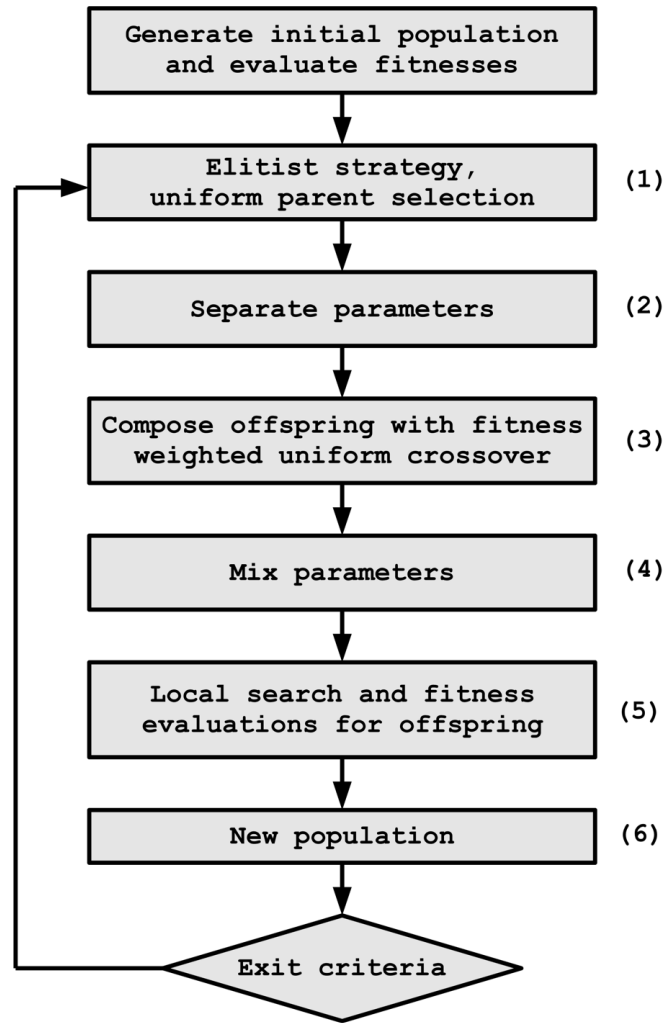 Generate initial population
and evaluate fitnesses
Elitist strategy,
uniform parent selection
(1)
Separate parameters
(2)
Compose offspring with fitness
weighted uniform crossover
(3)
Mix parameters
(4)
Local search and fitness
evaluations for offspring
(5)
New population
(6)
Exit criteria